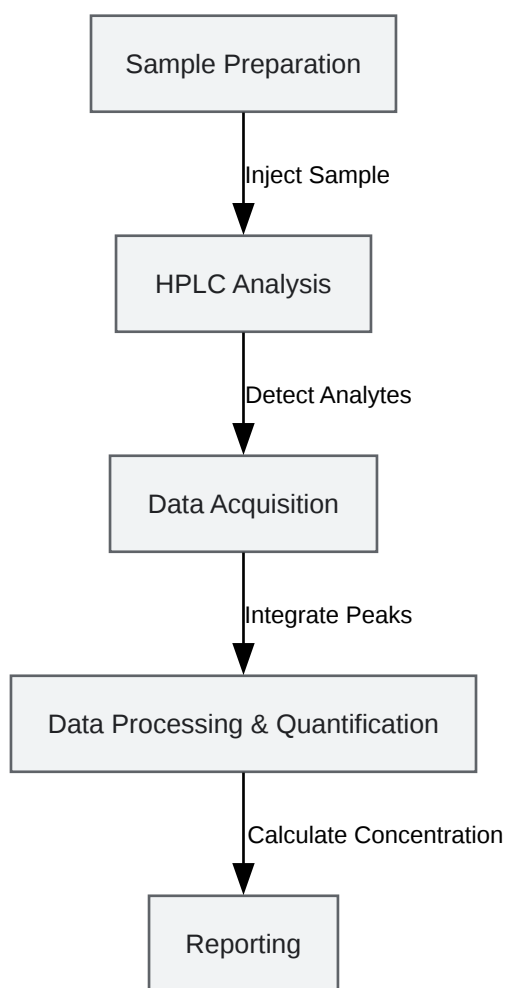 Sample Preparation
Inject Sample
HPLC Analysis
Detect Analytes
Data Acquisition
Integrate Peaks
Data Processing & Quantification
Calculate Concentration
Reporting